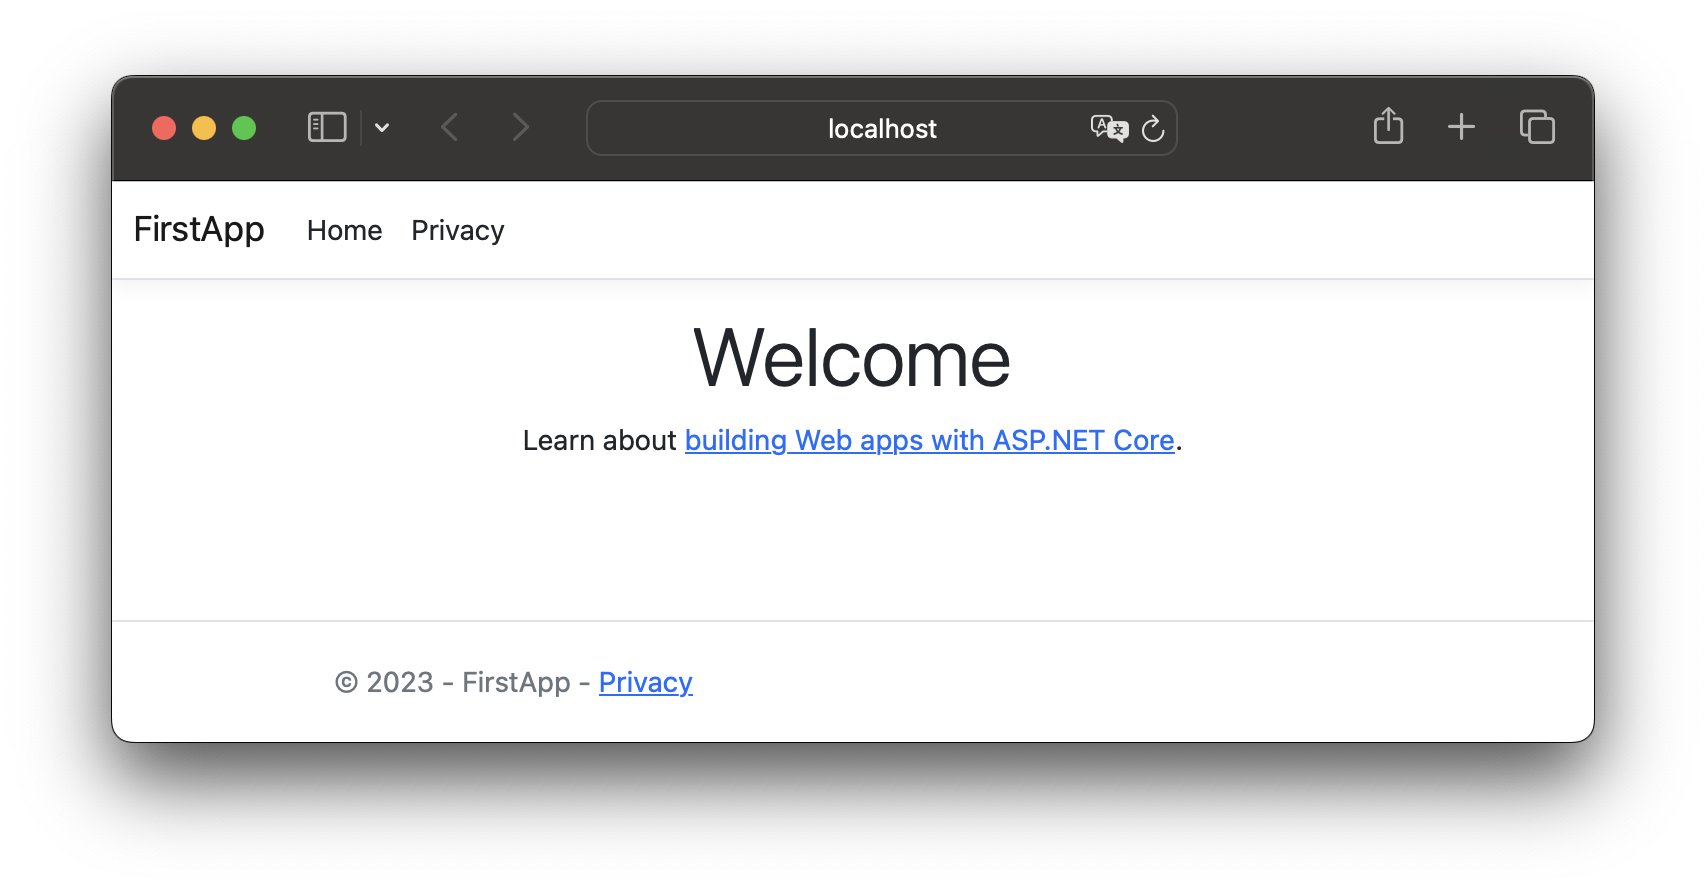 localhost
FirstApp Home Privacy
Welcome
Learn about building Web apps with ASP.NET Core.
© 2023 - FirstApp - Privacy